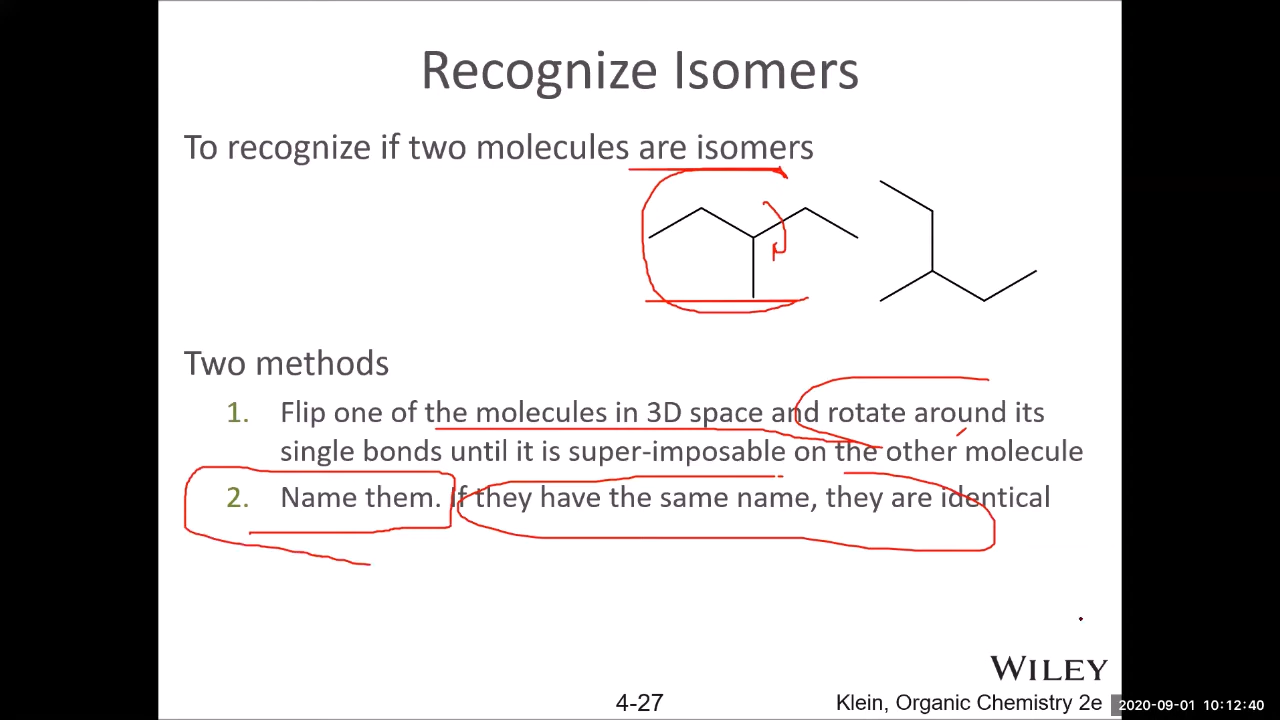 Recognize Isomers
To recognize if two molecules are isomers
Two methods
1. Flip one of the molecules in 3D space and rotate around its
single bonds until it is super-imposable on the other molecule
2. Name them. If they have the same name, they are identical
WILEY
4-27
Klein, Organic Chemistry 2e
2020-09-01 10:12:40